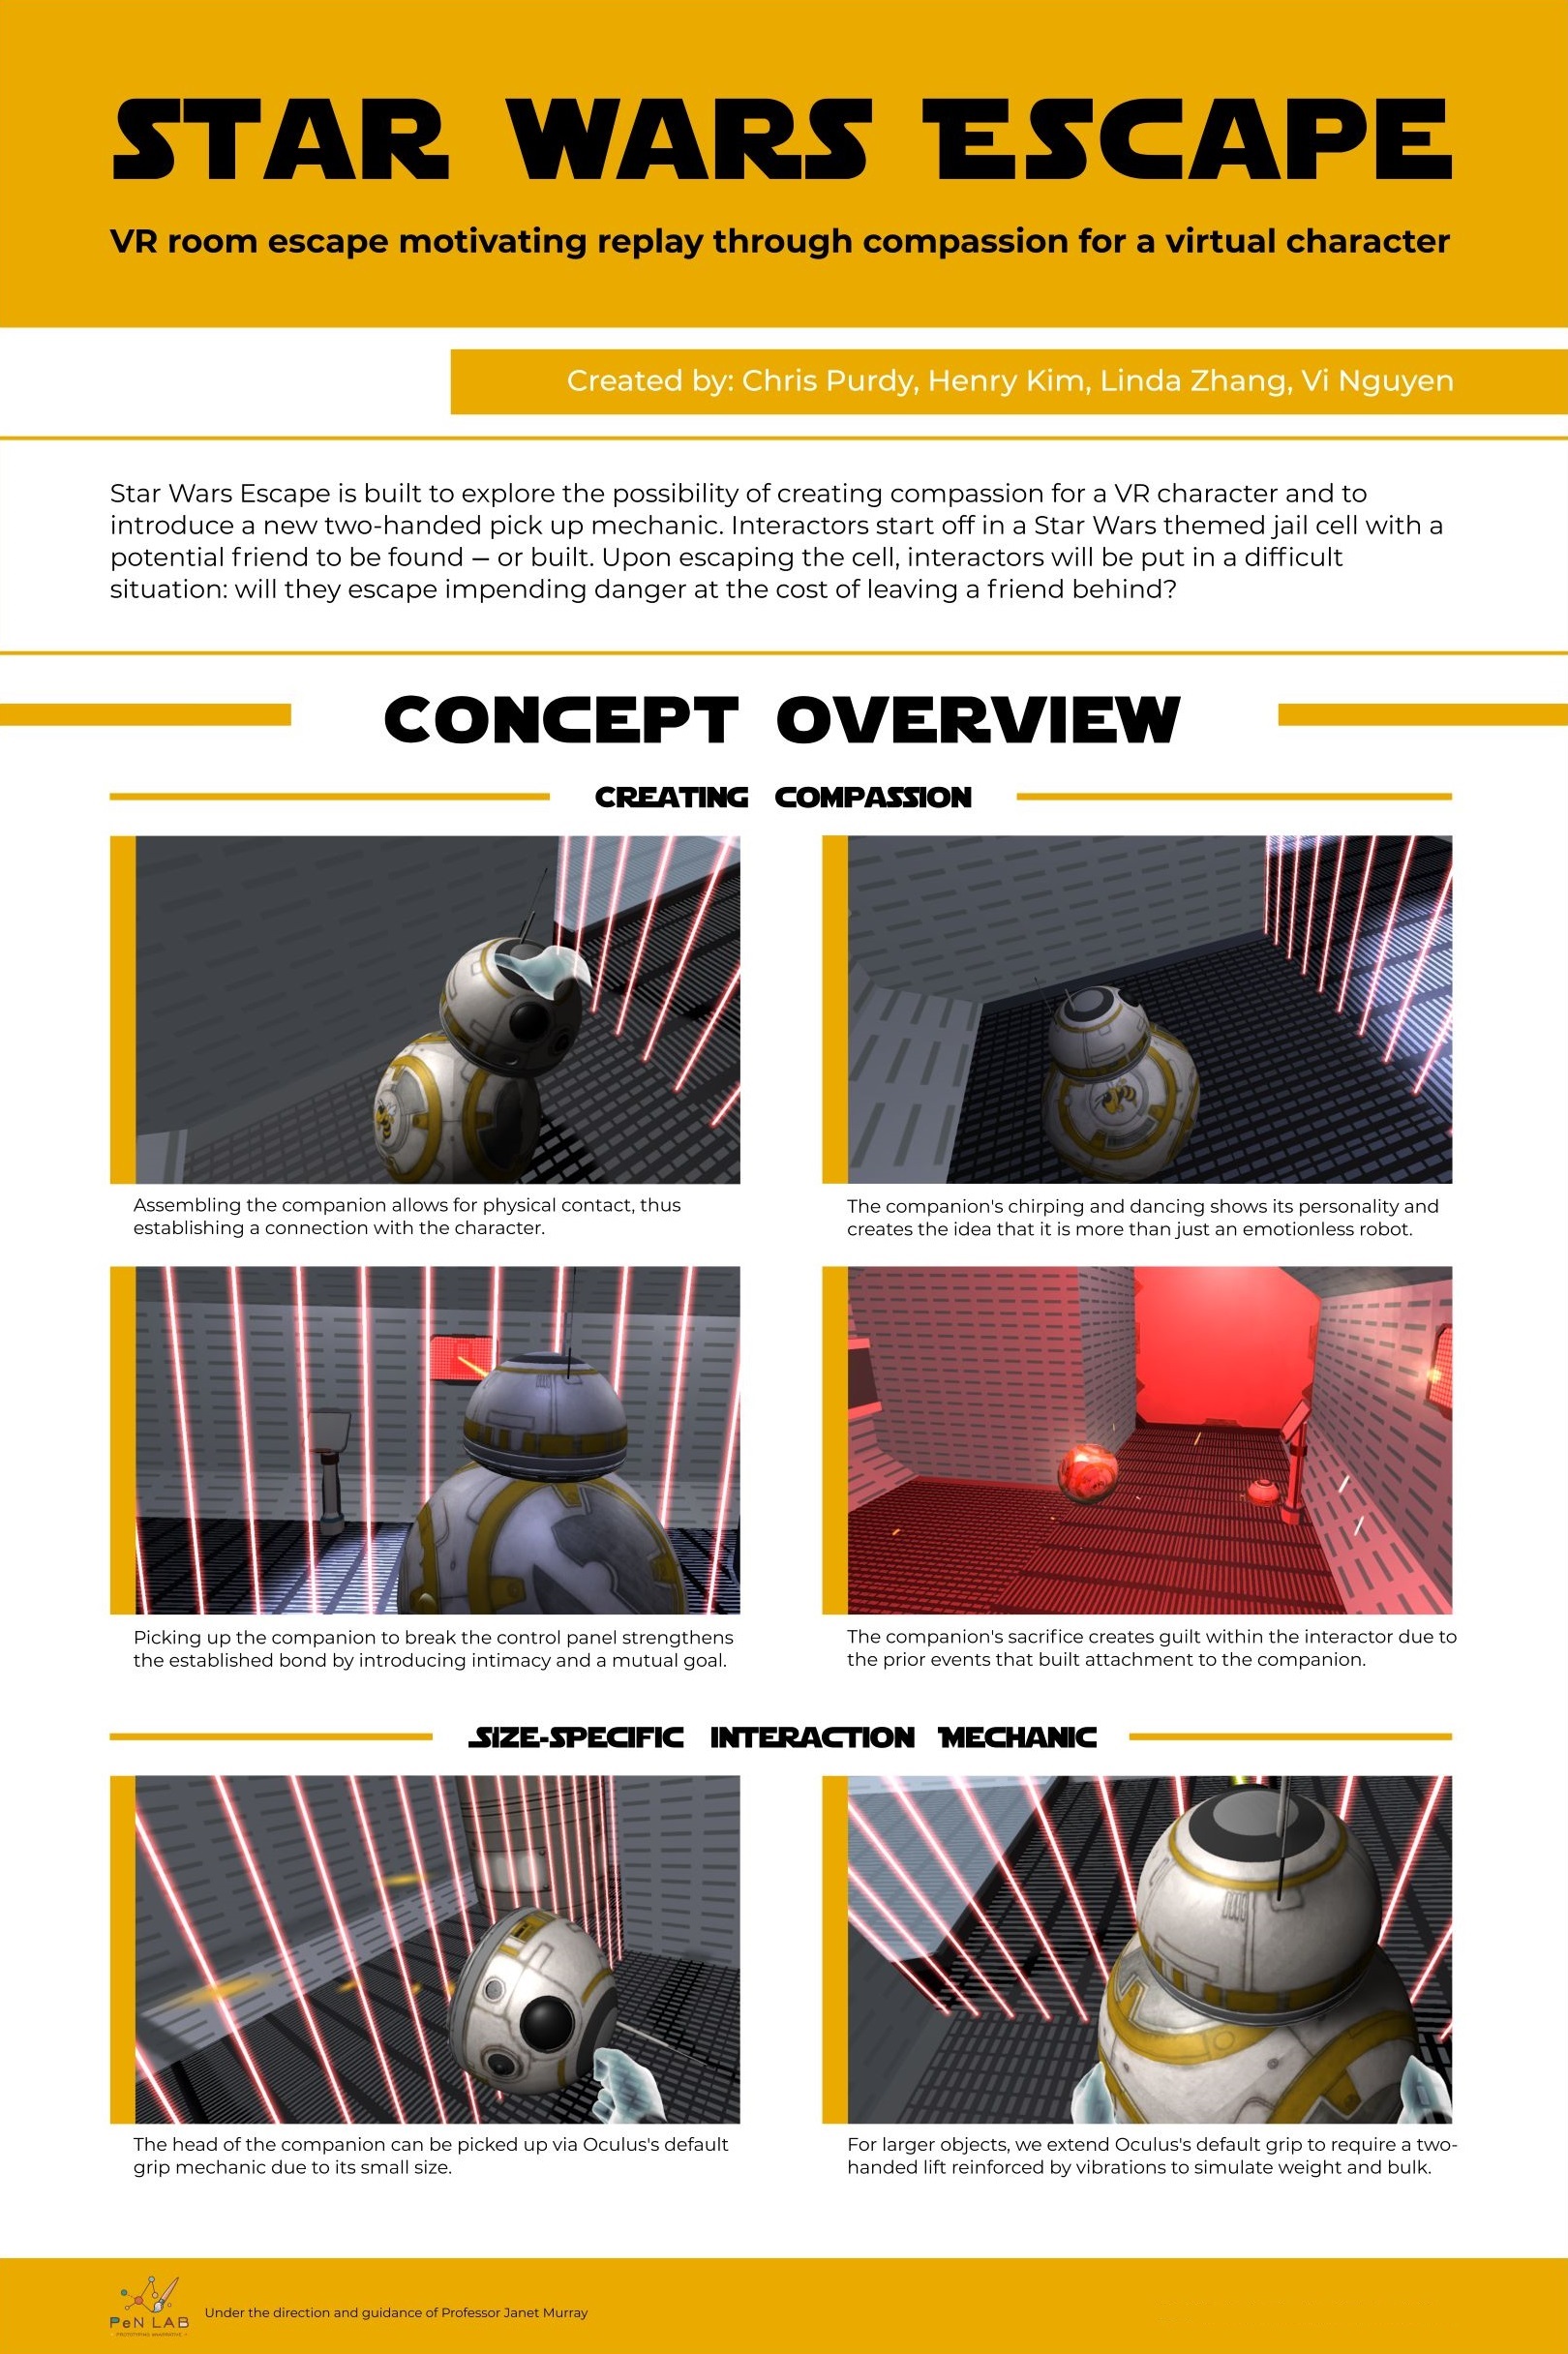 STAR WARS ESCAPE
VR room escape motivating replay through compassion for a virtual character
Created by: Chris Purdy, Henry Kim, Linda Zhang, Vi Nguyen
Star Wars Escape is built to explore the possibility of creating compassion for a VR character and to
introduce a new two-handed pick up mechanic. Interactors start off in a Star Wars themed jail cell with a
potential friend to be found – or built. Upon escaping the cell, interactors will be put in a difficult
situation: will they escape impending danger at the cost of leaving a friend behind?
CONCEPT OVERVIEW
CREATING COMPASSION
Assembling the companion allows for physical contact, thus
establishing a connection with the character.
The companion's chirping and dancing shows its personality and
creates the idea that it is more than just an emotionless robot.
Picking up the companion to break the control panel strengthens
the established bond by introducing intimacy and a mutual goal.
The companion's sacrifice creates guilt within the interactor due to
the prior events that built attachment to the companion.
SIZE-SPECIFIC INTERACTION MECHANIC
The head of the companion can be picked up via Oculus's default
grip mechanic due to its small size.
For larger objects, we extend Oculus's default grip to require a two-
handed lift reinforced by vibrations to simulate weight and bulk.
PeN LAB
Under the direction and guidance of Professor Janet Murray